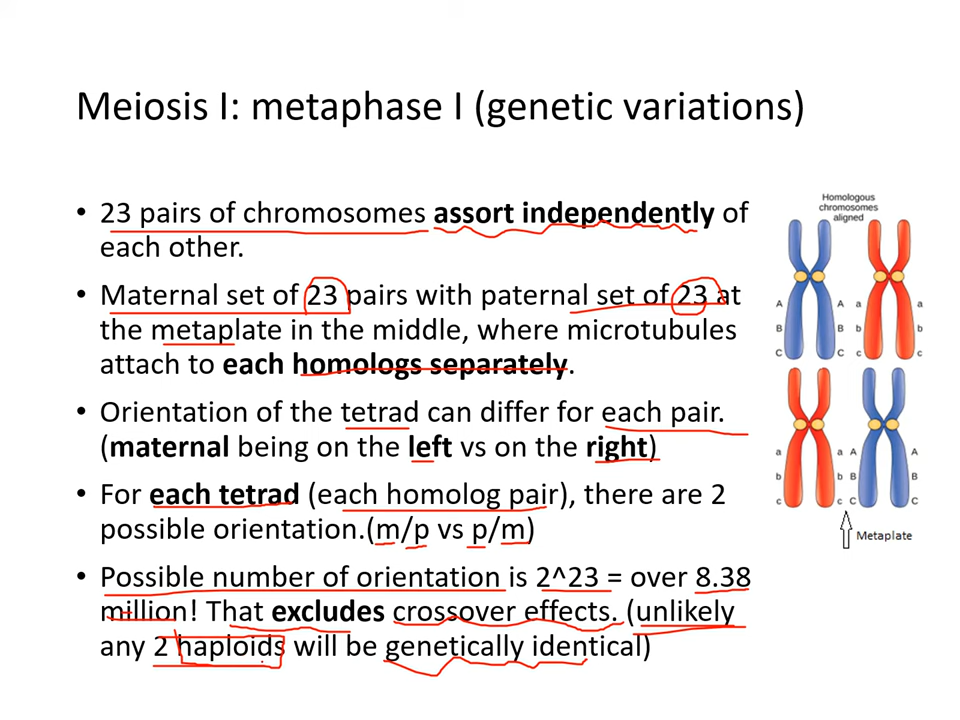 Meiosis I: metaphase I (genetic variations)
• 23 pairs of chromosomes assort independently of
each other.
• Maternal set of 23 pairs with paternal set of 23 at
the metaplate in the middle, where microtubules
attach to each homologs separately.
• Orientation of the tetrad can differ for each pair.
(maternal being on the left vs on the right)
• For each tetrad (each homolog pair), there are 2
possible orientation.(m/p vs p/m)
• Possible number of orientation is 2^23 = over 8.38
million! That excludes crossover effects. (unlikely
any 2 haploids will be genetically identical)
Homologous
chromosomes
aligned
A A a a
B B b b
C C c c
a a A A
b b B B
c c C C
Metaplate